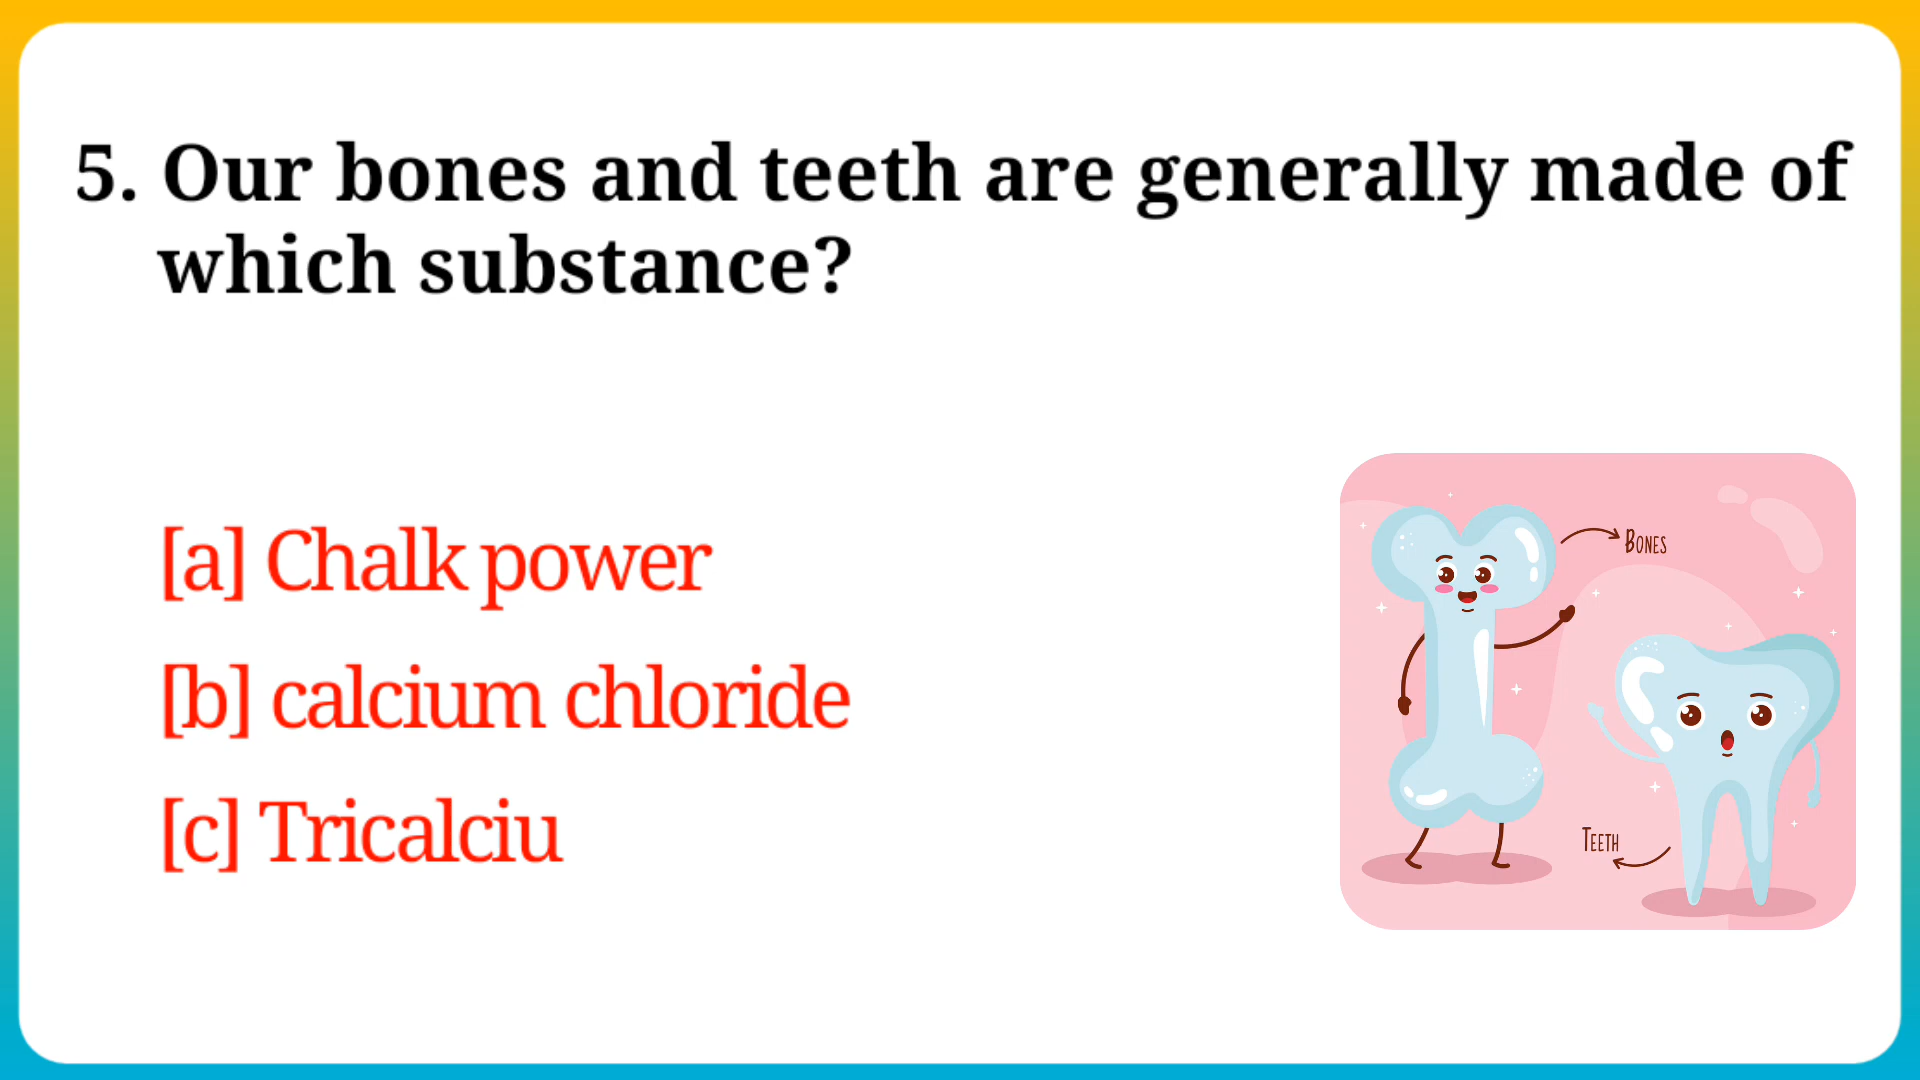 5. Our bones and teeth are generally made of
which substance?
[a] Chalk power
[b] calcium chloride
[c] Tricalciu
BONES
TEETH